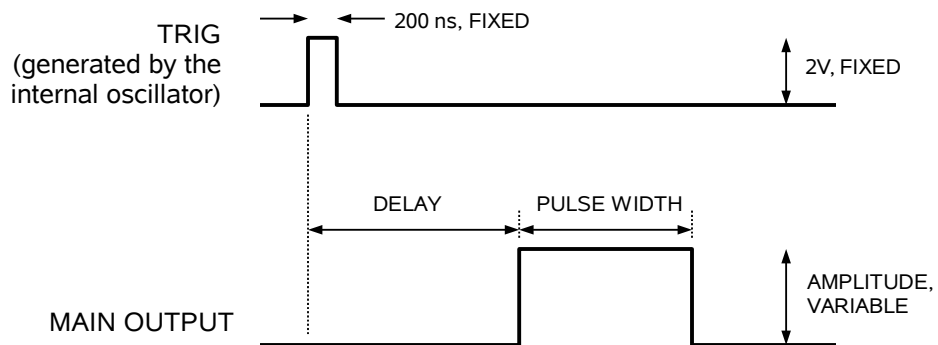 200 ns, FIXED
TRIG
(generated by the
internal oscillator)
2V, FIXED
DELAY
PULSE WIDTH
AMPLITUDE,
VARIABLE
MAIN OUTPUT